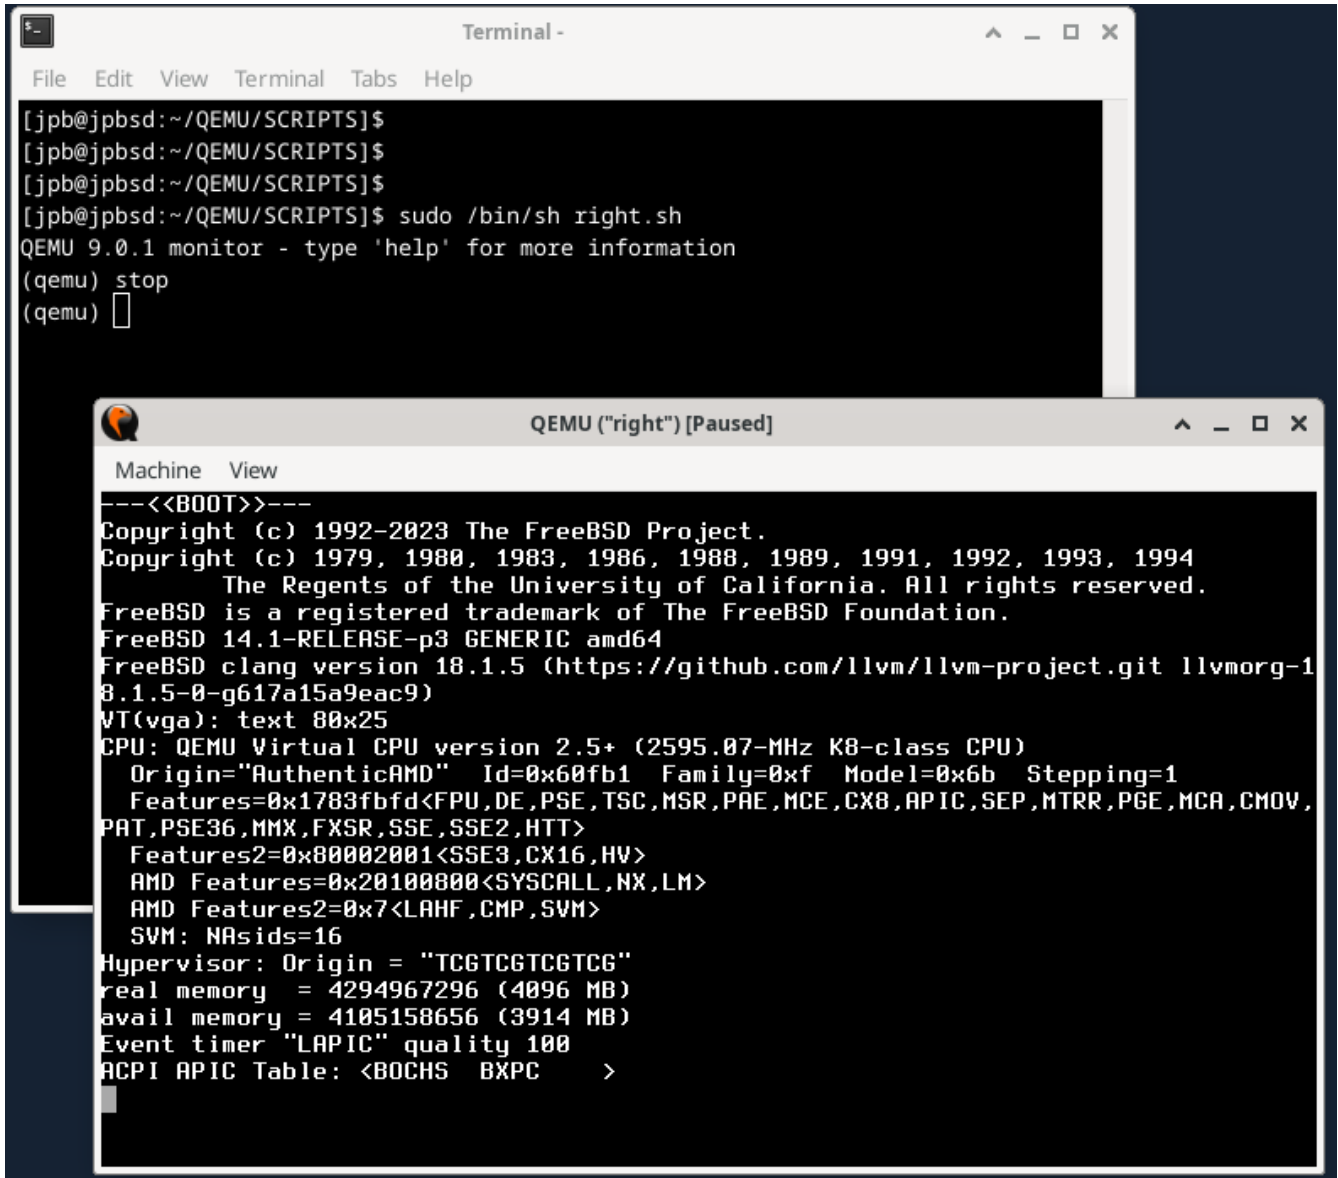 Terminal -
File Edit View Terminal Tabs Help
[jpb@jpbsd:~/QEMU/SCRIPTS]$
[jpb@jpbsd:~/QEMU/SCRIPTS]$
[jpb@jpbsd:~/QEMU/SCRIPTS]$
[jpb@jpbsd:~/QEMU/SCRIPTS]$ sudo /bin/sh right.sh
QEMU 9.0.1 monitor - type 'help' for more information
(qemu) stop
(qemu)
QEMU ("right") [Paused]
Machine View
---<<BOOT>>---
Copyright (c) 1992-2023 The FreeBSD Project.
Copyright (c) 1979, 1980, 1983, 1986, 1988, 1989, 1991, 1992, 1993, 1994
        The Regents of the University of California. All rights reserved.
FreeBSD is a registered trademark of The FreeBSD Foundation.
FreeBSD 14.1-RELEASE-p3 GENERIC amd64
FreeBSD clang version 18.1.5 (https://github.com/llvm/llvm-project.git llvmorg-1
8.1.5-0-g617a15a9eac9)
VT(vga): text 80x25
CPU: QEMU Virtual CPU version 2.5+ (2595.07-MHz K8-class CPU)
  Origin="AuthenticAMD"  Id=0x60fb1  Family=0xf  Model=0x6b  Stepping=1
  Features=0x1783fbfd<FPU,DE,PSE,TSC,MSR,PAE,MCE,CX8,APIC,SEP,MTRR,PGE,MCA,CMOV,
PAT,PSE36,MMX,FXSR,SSE,SSE2,HTT>
  Features2=0x80002001<SSE3,CX16,HV>
  AMD Features=0x20100800<SYSCALL,NX,LM>
  AMD Features2=0x7<LAHF,CMP,SVM>
  SVM: NAsids=16
Hypervisor: Origin = "TCGTCGTCGTCG"
real memory  = 4294967296 (4096 MB)
avail memory = 4105158656 (3914 MB)
Event timer "LAPIC" quality 100
ACPI APIC Table: <BOCHS  BXPC    >